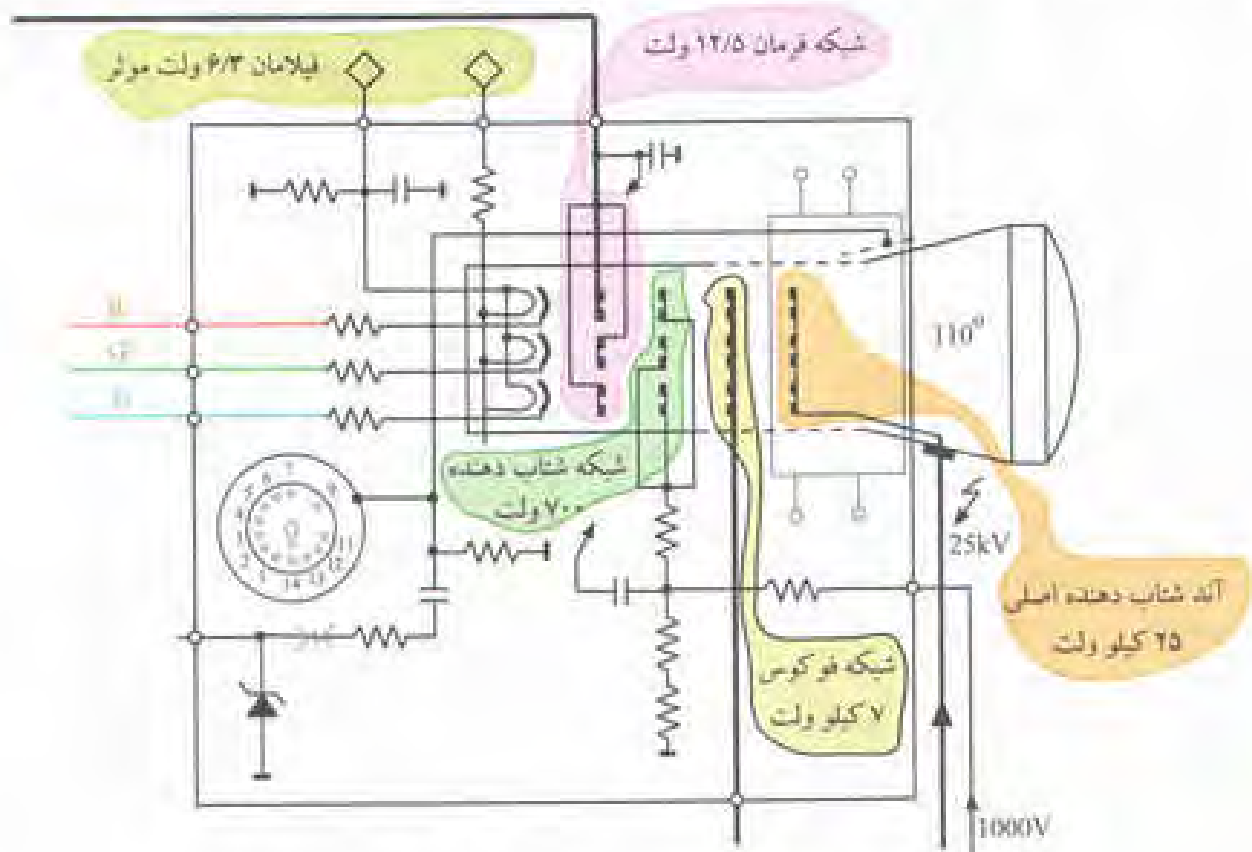 فیلامان ۶/۳ ولت موثر
شبکه فرمان ۱۲/۵ ولت
110°
شبکه شتاب دهنده
۷۰۰ ولت
25kV
آند شتاب دهنده اصلی
۲۵ کیلو ولت
شبکه فوکوس
۷ کیلو ولت
1000V